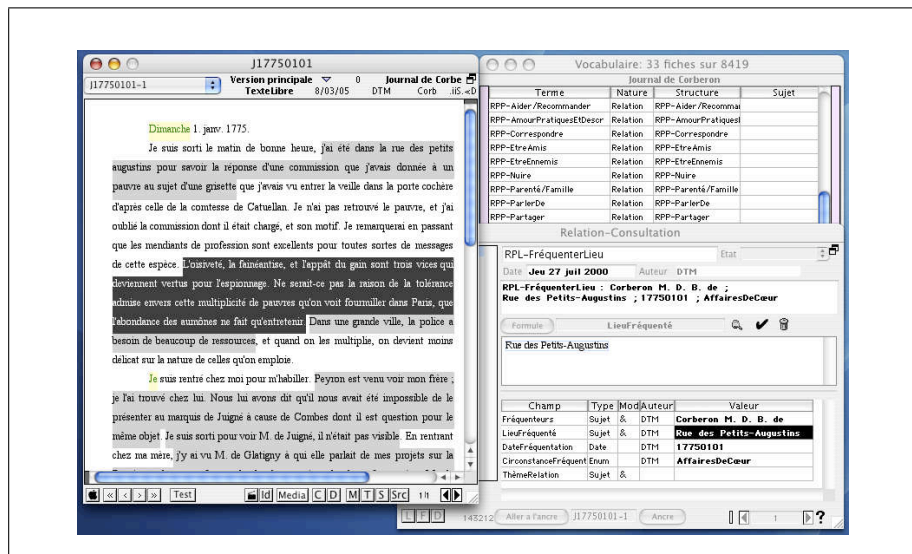 J17750101
J17750101-1
Version principale 0 Journal de Corbe
TexteLibre 8/03/05 DTM Corb .iiS.<D
Dimanche 1. janv. 1775.
Je suis sorti le matin de bonne heure, j'ai été dans la rue des petits
augustins pour savoir la réponse d'une commission que j'avais donnée à un
pauvre au sujet d'une grisette que j'avais vu entrer la veille dans la porte cochère
d'après celle de la comtesse de Catuellan. Je n'ai pas retrouvé le pauvre, et j'ai
oublié la commission dont il était chargé, et son motif. Je remarquerai en passant
que les mendiants de profession sont excellents pour toutes sortes de messages
de cette espèce. L'oisiveté, la fainéantise, et l'appât du gain sont trois vices qui
deviennent vertus pour l'espionnage. Ne serait-ce pas la raison de la tolérance
admise envers cette multiplicité de pauvres qu'on voit fourmiller dans Paris, que
l'abondance des aumônes ne fait qu'entretenir. Dans une grande ville, la police a
besoin de beaucoup de ressources, et quand on les multiplie, on devient moins
délicat sur la nature de celles qu'on emploie.
Je suis rentré chez moi pour m'habiller. Peyron est venu voir mon frère ;
je l'ai trouvé chez lui. Nous lui avons dit qu'il nous avait été impossible de le
présenter au marquis de Juigné à cause de Combes dont il est question pour le
même objet. Je suis sorti pour voir M. de Juigné, il n'était pas visible. En rentrant
chez ma mère, j'y ai vu M. de Glatigny à qui elle parlait de mes projets sur la
« < > » Test Id Media C D M T S Src 1/1
Vocabulaire: 33 fiches sur 8419
Journal de Corberon
Terme Nature Structure Sujet
RPP-Aider/Recommander Relation RPP-Aider/Recommai
RPP-AmourPratiquesEtDesor Relation RPP-AmourPratiquesl
RPP-Correspondre Relation RPP-Correspondre
RPP-EtreAmis Relation RPP-EtreAmis
RPP-EtreEnnemis Relation RPP-EtreEnnemis
RPP-Nuire Relation RPP-Nuire
RPP-Parenté/Famille Relation RPP-Parenté/Famille
RPP-ParlerDe Relation RPP-ParlerDe
RPP-Partager Relation RPP-Partager
Relation-Consultation
RPL-FréquenterLieu Etat
Date Jeu 27 juil 2000 Auteur DTM
RPL-FréquenterLieu : Corberon M. D. B. de ;
Rue des Petits-Augustins ; 17750101 ; AffairesDeCœur
Formule LieuFréquenté
Rue des Petits-Augustins
Champ Type Mod Auteur Valeur
Fréquenteurs Sujet & DTM Corberon M. D. B. de
LieuFréquenté Sujet & DTM Rue des Petits-Augustins
DateFréquentation Date DTM 17750101
CirconstanceFréquent Enum DTM AffairesDeCœur
ThèmeRelation Sujet &
L F D 143212 Aller a l'ancre J17750101-1 Ancre 1 ?